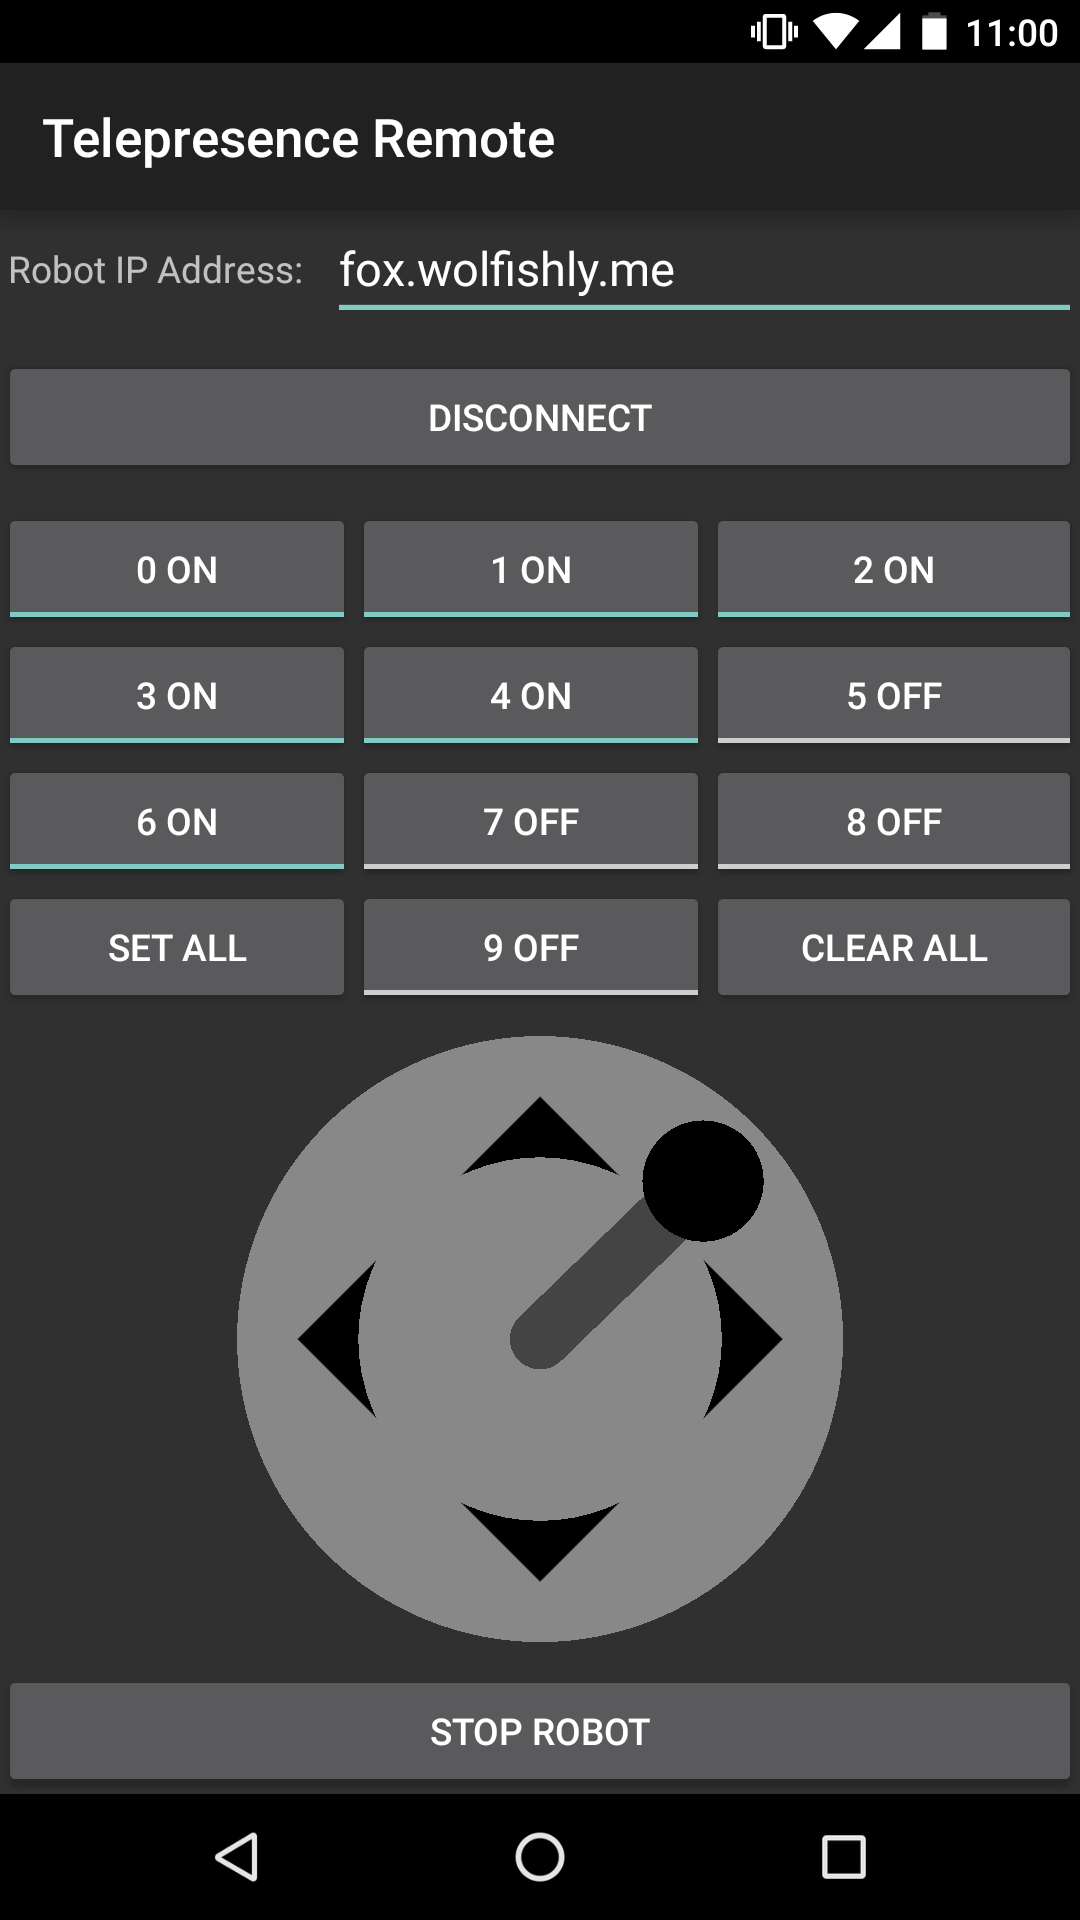 11:00
Telepresence Remote
Robot IP Address: fox.wolfishly.me
DISCONNECT
0 ON 1 ON 2 ON
3 ON 4 ON 5 OFF
6 ON 7 OFF 8 OFF
SET ALL 9 OFF CLEAR ALL
STOP ROBOT